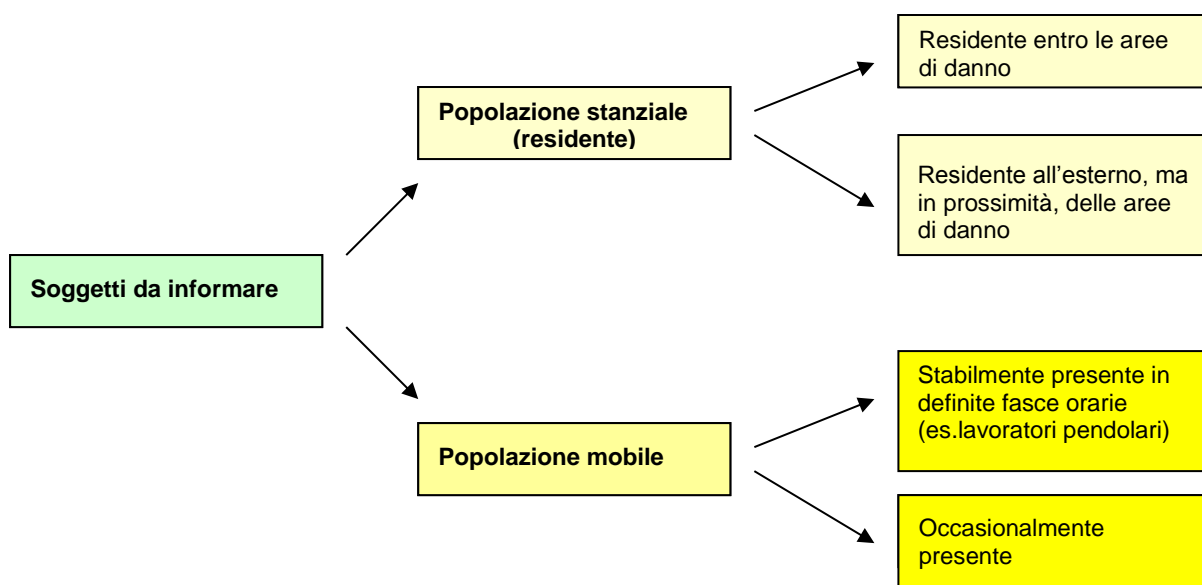 Residente entro le aree
di danno
Popolazione stanziale
(residente)
Residente all’esterno, ma
in prossimità, delle aree
di danno
Soggetti da informare
Stabilmente presente in
definite fasce orarie
(es.lavoratori pendolari)
Popolazione mobile
Occasionalmente
presente